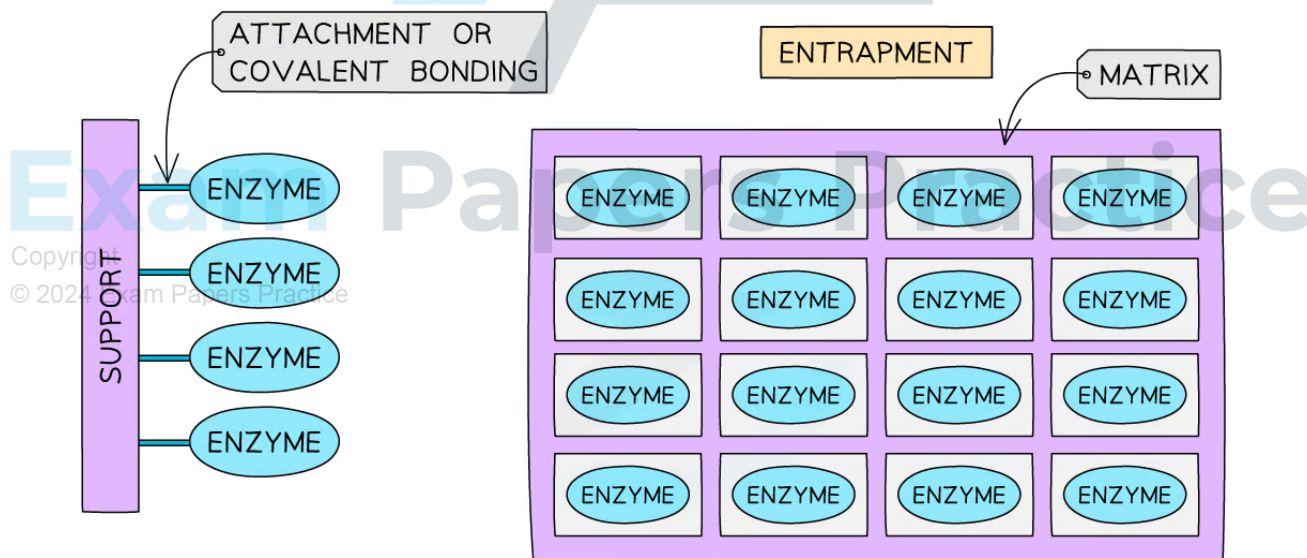 ATTACHMENT OR
COVALENT BONDING
SUPPORT
ENZYME
ENZYME
ENZYME
ENZYME
ENTRAPMENT
MATRIX
ENZYME ENZYME ENZYME ENZYME
ENZYME ENZYME ENZYME ENZYME
ENZYME ENZYME ENZYME ENZYME
ENZYME ENZYME ENZYME ENZYME
Exam Papers Practice
Copyright
© 2024 Exam Papers Practice